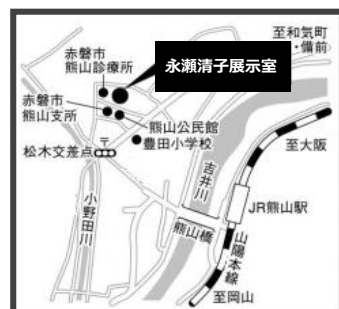 至和気町
・備前
赤磐市
熊山診療所
永瀬清子展示室
赤磐市
熊山支所
熊山公民館
豊田小学校
〒
松木交差点
吉井川
至大阪
小野田川
JR熊山駅
熊山橋
山陽本線
至岡山